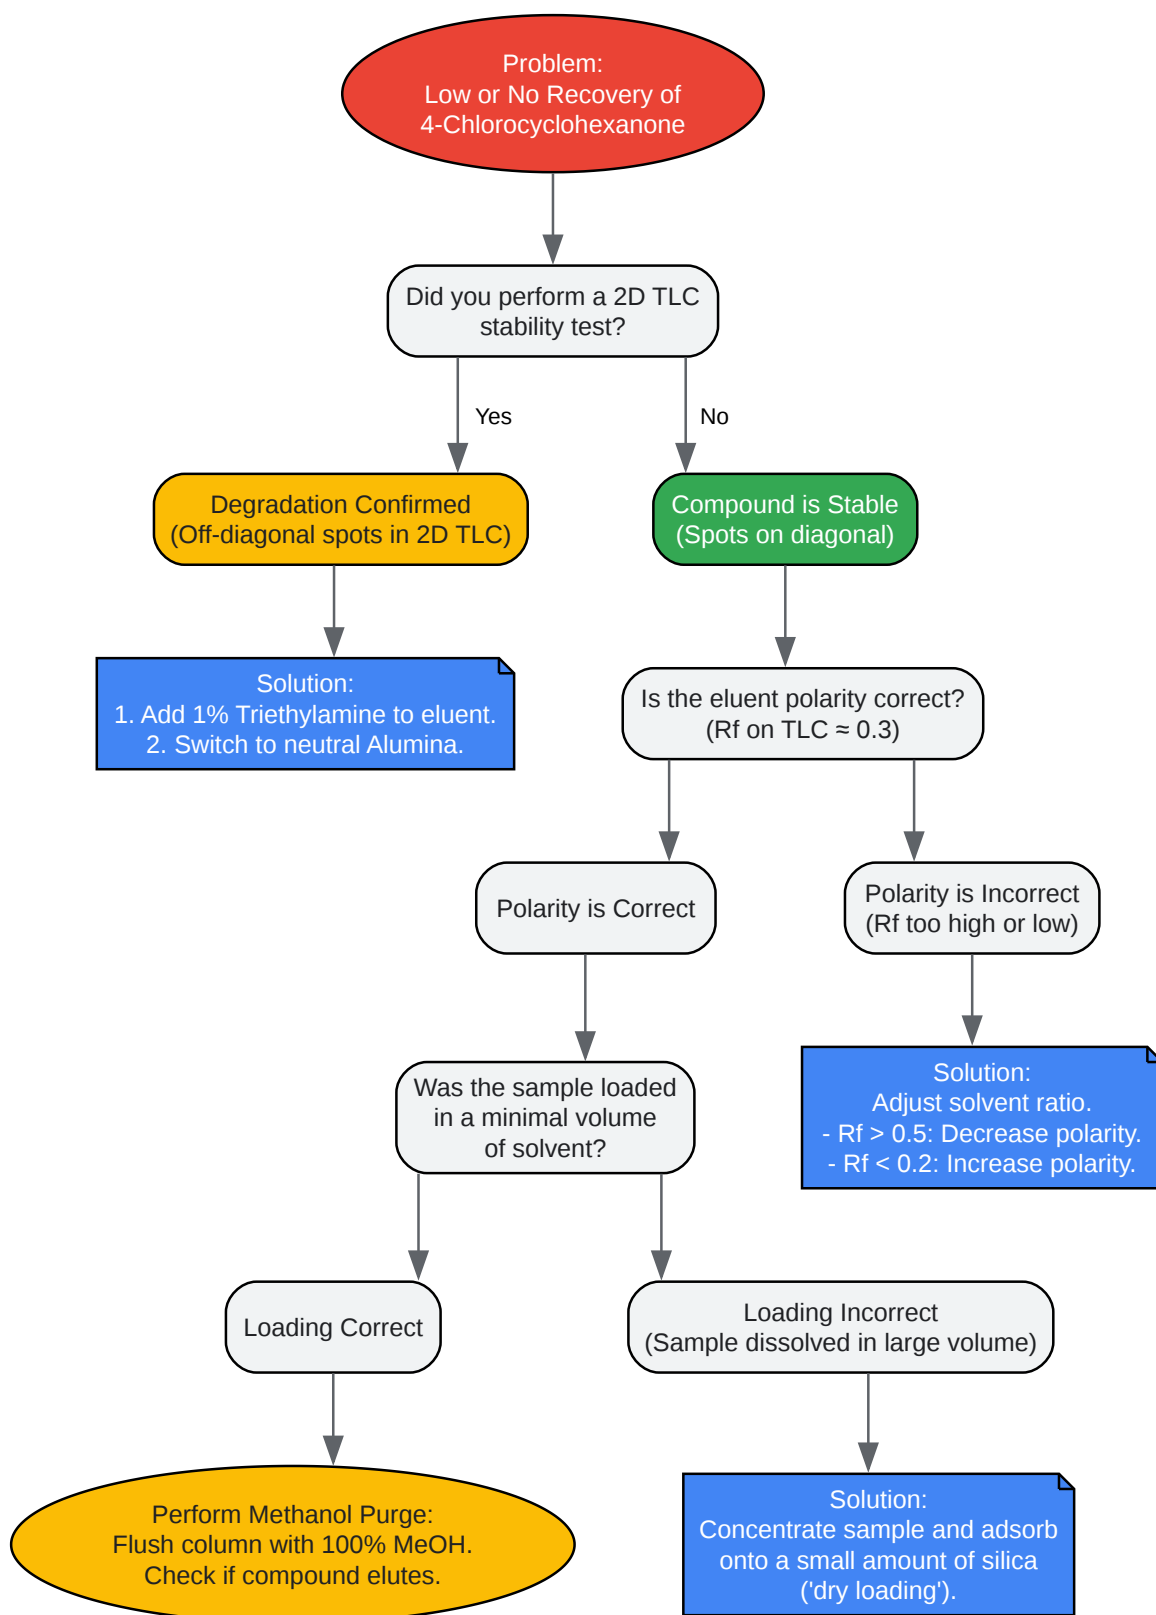 Problem:
Low or No Recovery of
4-Chlorocyclohexanone
Did you perform a 2D TLC
stability test?
Yes
No
Degradation Confirmed
(Off-diagonal spots in 2D TLC)
Compound is Stable
(Spots on diagonal)
Solution:
1. Add 1% Triethylamine to eluent.
2. Switch to neutral Alumina.
Is the eluent polarity correct?
(Rf on TLC ≈ 0.3)
Polarity is Correct
Polarity is Incorrect
(Rf too high or low)
Solution:
Adjust solvent ratio.
- Rf > 0.5: Decrease polarity.
- Rf < 0.2: Increase polarity.
Was the sample loaded
in a minimal volume
of solvent?
Loading Correct
Loading Incorrect
(Sample dissolved in large volume)
Perform Methanol Purge:
Flush column with 100% MeOH.
Check if compound elutes.
Solution:
Concentrate sample and adsorb
onto a small amount of silica
('dry loading').